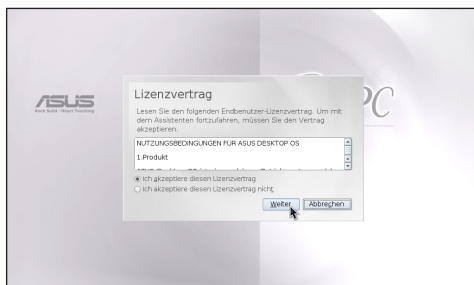 ASUS
Rock Solid · Heart Touching
PC
Lizenzvertrag
Lesen Sie den folgenden Endbenutzer-Lizenzvertrag. Um mit
dem Assistenten fortzufahren, müssen Sie den Vertrag
akzeptieren.
NUTZUNGSBEDINGUNGEN FÜR ASUS DESKTOP OS
1.Produkt
Ich akzeptiere diesen Lizenzvertrag
Ich akzeptiere diesen Lizenzvertrag nicht
Weiter
Abbrechen